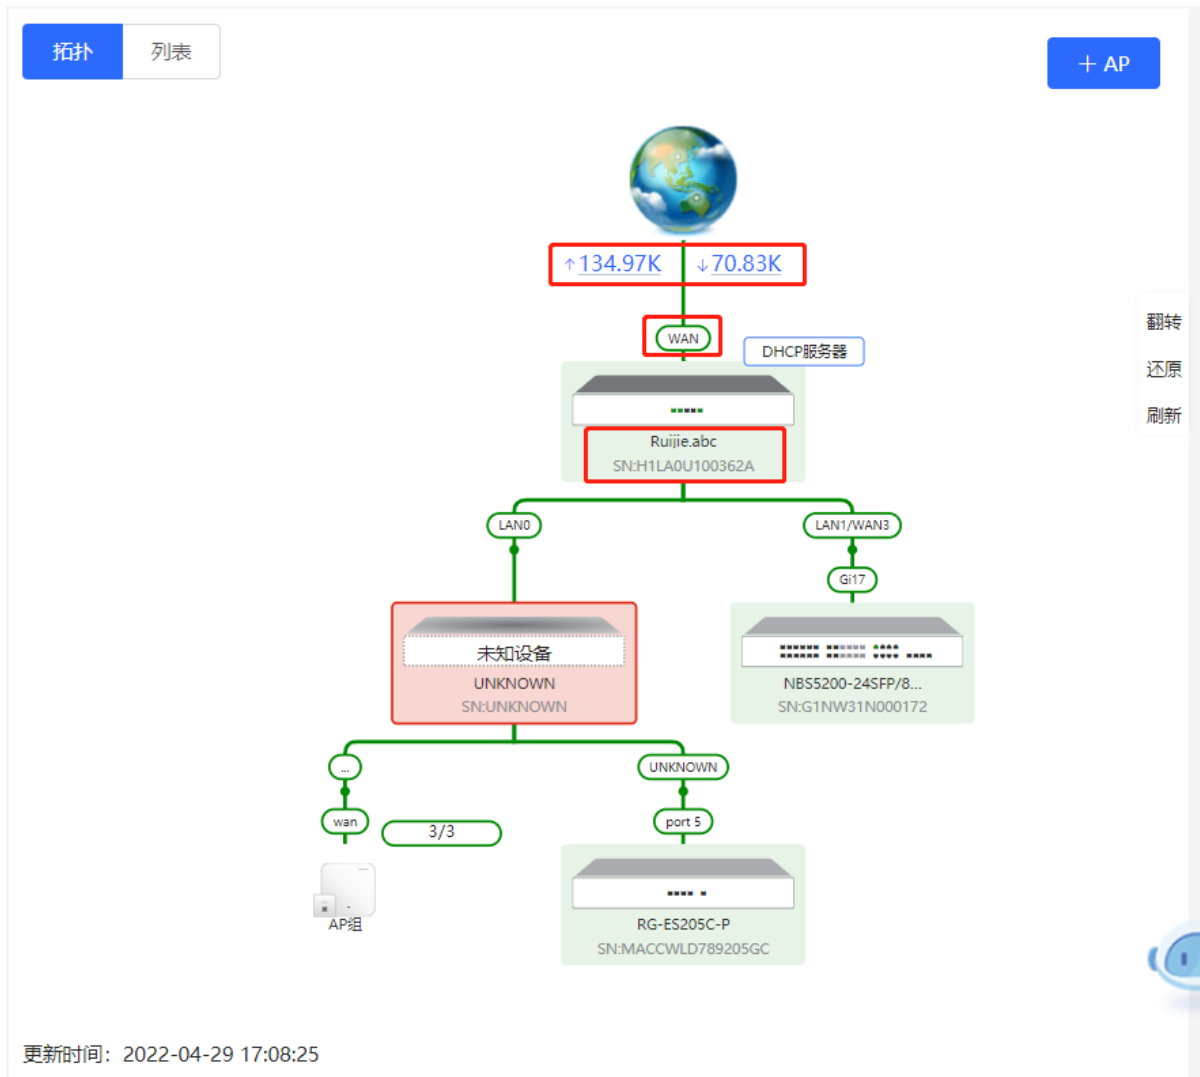 拓扑
列表
＋ AP
↑134.97K
↓70.83K
WAN
DHCP服务器
翻转
还原
刷新
Ruijie.abc
SN:H1LA0U100362A
LAN0
LAN1/WAN3
Gi17
未知设备
UNKNOWN
SN:UNKNOWN
NBS5200-24SFP/8...
SN:G1NW31N000172
...
UNKNOWN
wan
3/3
port 5
AP组
RG-ES205C-P
SN:MACCWLD789205GC
更新时间：2022-04-29 17:08:25